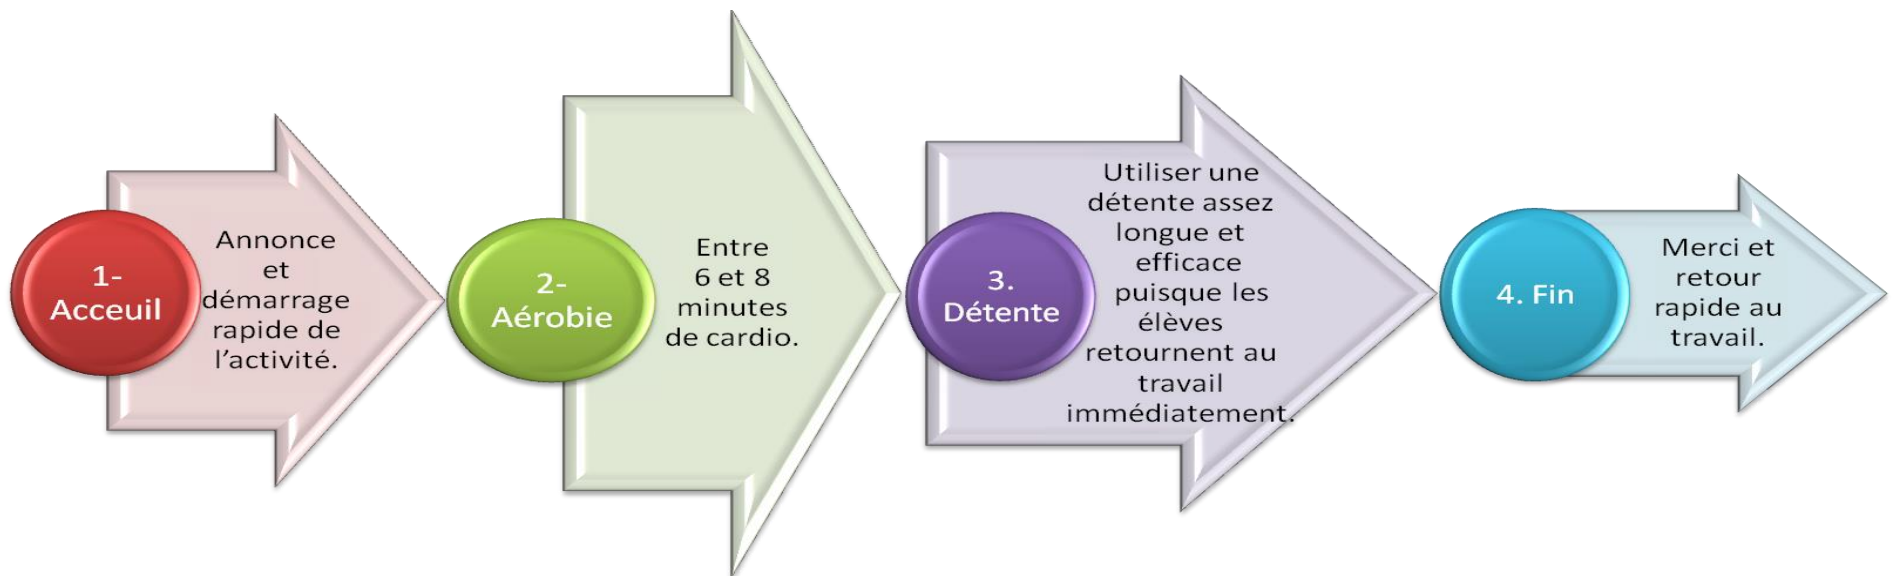 1-
Acceuil
Annonce
et
démarrage
rapide de
l’activité.
2-
Aérobie
Entre
6 et 8
minutes
de cardio.
3.
Détente
Utiliser une
détente assez
longue et
efficace
puisque les
élèves
retournent au
travail
immédiatement.
4. Fin
Merci et
retour
rapide au
travail.